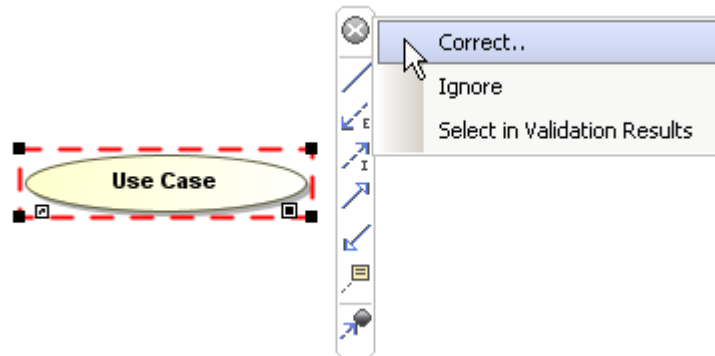 Correct..
Ignore
Select in Validation Results
Use Case
E
I